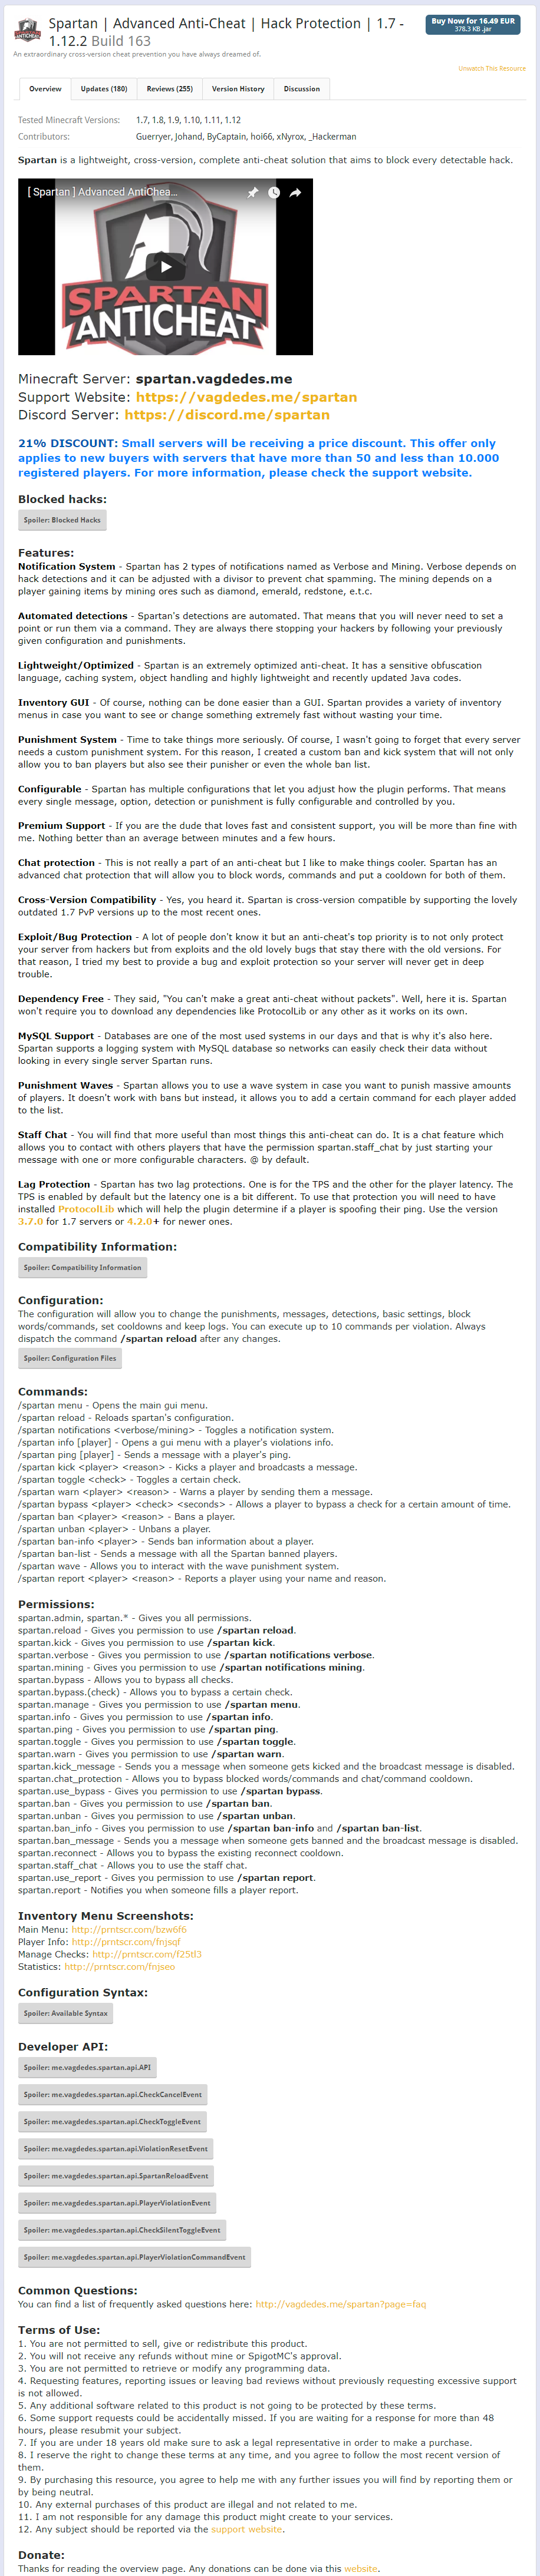 Spartan | Advanced Anti-Cheat | Hack Protection | 1.7 -
1.12.2 Build 163
Buy Now for 16.49 EUR
378.3 KB .jar
An extraordinary cross-version cheat prevention you have always dreamed of.
Unwatch This Resource
Overview
Updates (180)
Reviews (255)
Version History
Discussion
Tested Minecraft Versions: 1.7, 1.8, 1.9, 1.10, 1.11, 1.12
Contributors: Guerryer, Johand, ByCaptain, hoi66, xNyrox, _Hackerman
Spartan is a lightweight, cross-version, complete anti-cheat solution that aims to block every detectable hack.
[ Spartan ] Advanced AntiChea...
SPARTAN
ANTICHEAT
Minecraft Server: spartan.vagdedes.me
Support Website: https://vagdedes.me/spartan
Discord Server: https://discord.me/spartan
21% DISCOUNT: Small servers will be receiving a price discount. This offer only
applies to new buyers with servers that have more than 50 and less than 10.000
registered players. For more information, please check the support website.
Blocked hacks:
Spoiler: Blocked Hacks
Features:
Notification System - Spartan has 2 types of notifications named as Verbose and Mining. Verbose depends on
hack detections and it can be adjusted with a divisor to prevent chat spamming. The mining depends on a
player gaining items by mining ores such as diamond, emerald, redstone, e.t.c.
Automated detections - Spartan's detections are automated. That means that you will never need to set a
point or run them via a command. They are always there stopping your hackers by following your previously
given configuration and punishments.
Lightweight/Optimized - Spartan is an extremely optimized anti-cheat. It has a sensitive obfuscation
language, caching system, object handling and highly lightweight and recently updated Java codes.
Inventory GUI - Of course, nothing can be done easier than a GUI. Spartan provides a variety of inventory
menus in case you want to see or change something extremely fast without wasting your time.
Punishment System - Time to take things more seriously. Of course, I wasn't going to forget that every server
needs a custom punishment system. For this reason, I created a custom ban and kick system that will not only
allow you to ban players but also see their punisher or even the whole ban list.
Configurable - Spartan has multiple configurations that let you adjust how the plugin performs. That means
every single message, option, detection or punishment is fully configurable and controlled by you.
Premium Support - If you are the dude that loves fast and consistent support, you will be more than fine with
me. Nothing better than an average between minutes and a few hours.
Chat protection - This is not really a part of an anti-cheat but I like to make things cooler. Spartan has an
advanced chat protection that will allow you to block words, commands and put a cooldown for both of them.
Cross-Version Compatibility - Yes, you heard it. Spartan is cross-version compatible by supporting the lovely
outdated 1.7 PvP versions up to the most recent ones.
Exploit/Bug Protection - A lot of people don't know it but an anti-cheat's top priority is to not only protect
your server from hackers but from exploits and the old lovely bugs that stay there with the old versions. For
that reason, I tried my best to provide a bug and exploit protection so your server will never get in deep
trouble.
Dependency Free - They said, "You can't make a great anti-cheat without packets". Well, here it is. Spartan
won't require you to download any dependencies like ProtocolLib or any other as it works on its own.
MySQL Support - Databases are one of the most used systems in our days and that is why it's also here.
Spartan supports a logging system with MySQL database so networks can easily check their data without
looking in every single server Spartan runs.
Punishment Waves - Spartan allows you to use a wave system in case you want to punish massive amounts
of players. It doesn't work with bans but instead, it allows you to add a certain command for each player added
to the list.
Staff Chat - You will find that more useful than most things this anti-cheat can do. It is a chat feature which
allows you to contact with others players that have the permission spartan.staff_chat by just starting your
message with one or more configurable characters. @ by default.
Lag Protection - Spartan has two lag protections. One is for the TPS and the other for the player latency. The
TPS is enabled by default but the latency one is a bit different. To use that protection you will need to have
installed ProtocolLib which will help the plugin determine if a player is spoofing their ping. Use the version
3.7.0 for 1.7 servers or 4.2.0+ for newer ones.
Compatibility Information:
Spoiler: Compatibility Information
Configuration:
The configuration will allow you to change the punishments, messages, detections, basic settings, block
words/commands, set cooldowns and keep logs. You can execute up to 10 commands per violation. Always
dispatch the command /spartan reload after any changes.
Spoiler: Configuration Files
Commands:
/spartan menu - Opens the main gui menu.
/spartan reload - Reloads spartan's configuration.
/spartan notifications <verbose/mining> - Toggles a notification system.
/spartan info [player] - Opens a gui menu with a player's violations info.
/spartan ping [player] - Sends a message with a player's ping.
/spartan kick <player> <reason> - Kicks a player and broadcasts a message.
/spartan toggle <check> - Toggles a certain check.
/spartan warn <player> <reason> - Warns a player by sending them a message.
/spartan bypass <player> <check> <seconds> - Allows a player to bypass a check for a certain amount of time.
/spartan ban <player> <reason> - Bans a player.
/spartan unban <player> - Unbans a player.
/spartan ban-info <player> - Sends ban information about a player.
/spartan ban-list - Sends a message with all the Spartan banned players.
/spartan wave - Allows you to interact with the wave punishment system.
/spartan report <player> <reason> - Reports a player using your name and reason.
Permissions:
spartan.admin, spartan.* - Gives you all permissions.
spartan.reload - Gives you permission to use /spartan reload.
spartan.kick - Gives you permission to use /spartan kick.
spartan.verbose - Gives you permission to use /spartan notifications verbose.
spartan.mining - Gives you permission to use /spartan notifications mining.
spartan.bypass - Allows you to bypass all checks.
spartan.bypass.(check) - Allows you to bypass a certain check.
spartan.manage - Gives you permission to use /spartan menu.
spartan.info - Gives you permission to use /spartan info.
spartan.ping - Gives you permission to use /spartan ping.
spartan.toggle - Gives you permission to use /spartan toggle.
spartan.warn - Gives you permission to use /spartan warn.
spartan.kick_message - Sends you a message when someone gets kicked and the broadcast message is disabled.
spartan.chat_protection - Allows you to bypass blocked words/commands and chat/command cooldown.
spartan.use_bypass - Gives you permission to use /spartan bypass.
spartan.ban - Gives you permission to use /spartan ban.
spartan.unban - Gives you permission to use /spartan unban.
spartan.ban_info - Gives you permission to use /spartan ban-info and /spartan ban-list.
spartan.ban_message - Sends you a message when someone gets banned and the broadcast message is disabled.
spartan.reconnect - Allows you to bypass the existing reconnect cooldown.
spartan.staff_chat - Allows you to use the staff chat.
spartan.use_report - Gives you permission to use /spartan report.
spartan.report - Notifies you when someone fills a player report.
Inventory Menu Screenshots:
Main Menu: http://prntscr.com/bzw6f6
Player Info: http://prntscr.com/fnjsqf
Manage Checks: http://prntscr.com/f25tl3
Statistics: http://prntscr.com/fnjseo
Configuration Syntax:
Spoiler: Available Syntax
Developer API:
Spoiler: me.vagdedes.spartan.api.API
Spoiler: me.vagdedes.spartan.api.CheckCancelEvent
Spoiler: me.vagdedes.spartan.api.CheckToggleEvent
Spoiler: me.vagdedes.spartan.api.ViolationResetEvent
Spoiler: me.vagdedes.spartan.api.SpartanReloadEvent
Spoiler: me.vagdedes.spartan.api.PlayerViolationEvent
Spoiler: me.vagdedes.spartan.api.CheckSilentToggleEvent
Spoiler: me.vagdedes.spartan.api.PlayerViolationCommandEvent
Common Questions:
You can find a list of frequently asked questions here: http://vagdedes.me/spartan?page=faq
Terms of Use:
1. You are not permitted to sell, give or redistribute this product.
2. You will not receive any refunds without mine or SpigotMC's approval.
3. You are not permitted to retrieve or modify any programming data.
4. Requesting features, reporting issues or leaving bad reviews without previously requesting excessive support
is not allowed.
5. Any additional software related to this product is not going to be protected by these terms.
6. Some support requests could be accidentally missed. If you are waiting for a response for more than 48
hours, please resubmit your subject.
7. If you are under 18 years old make sure to ask a legal representative in order to make a purchase.
8. I reserve the right to change these terms at any time, and you agree to follow the most recent version of
them.
9. By purchasing this resource, you agree to help me with any further issues you will find by reporting them or
by being neutral.
10. Any external purchases of this product are illegal and not related to me.
11. I am not responsible for any damage this product might create to your services.
12. Any subject should be reported via the support website.
Donate:
Thanks for reading the overview page. Any donations can be done via this website.